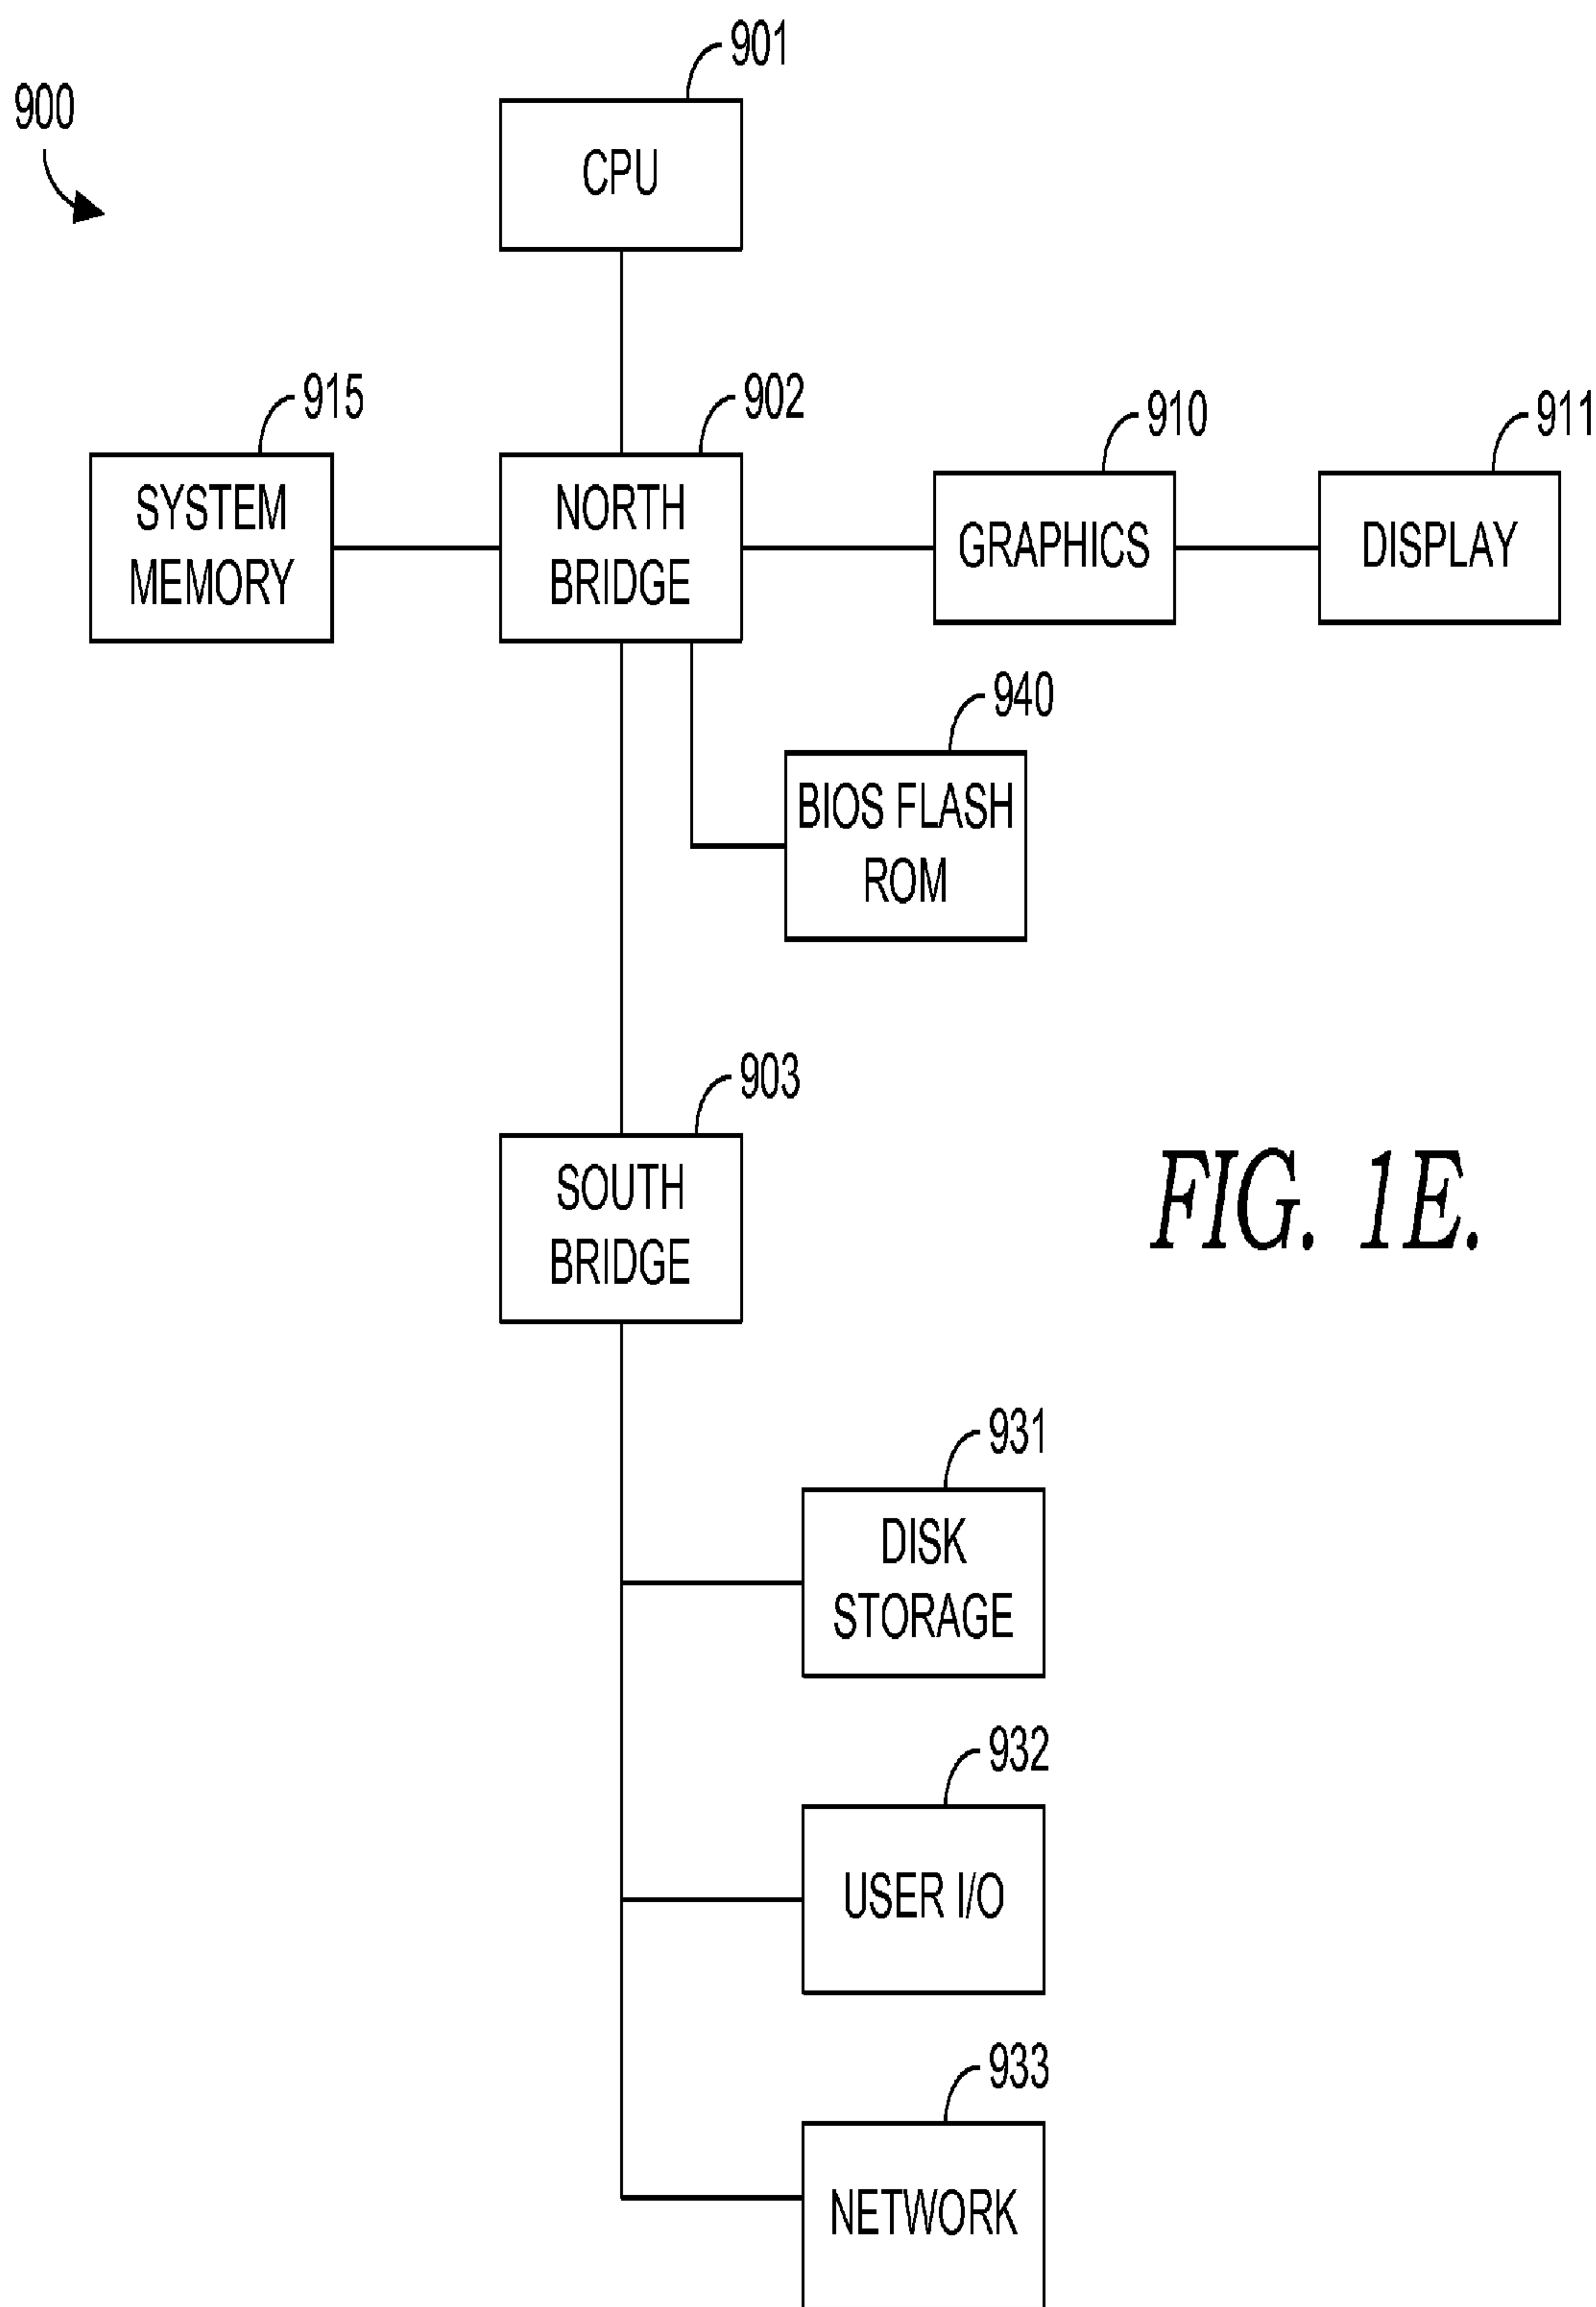 901
900
CPU
915
902
910
911
SYSTEM
MEMORY
NORTH
BRIDGE
GRAPHICS
DISPLAY
940
BIOS FLASH
ROM
903
SOUTH
BRIDGE
FIG. 1E.
931
DISK
STORAGE
932
USER I/O
933
NETWORK